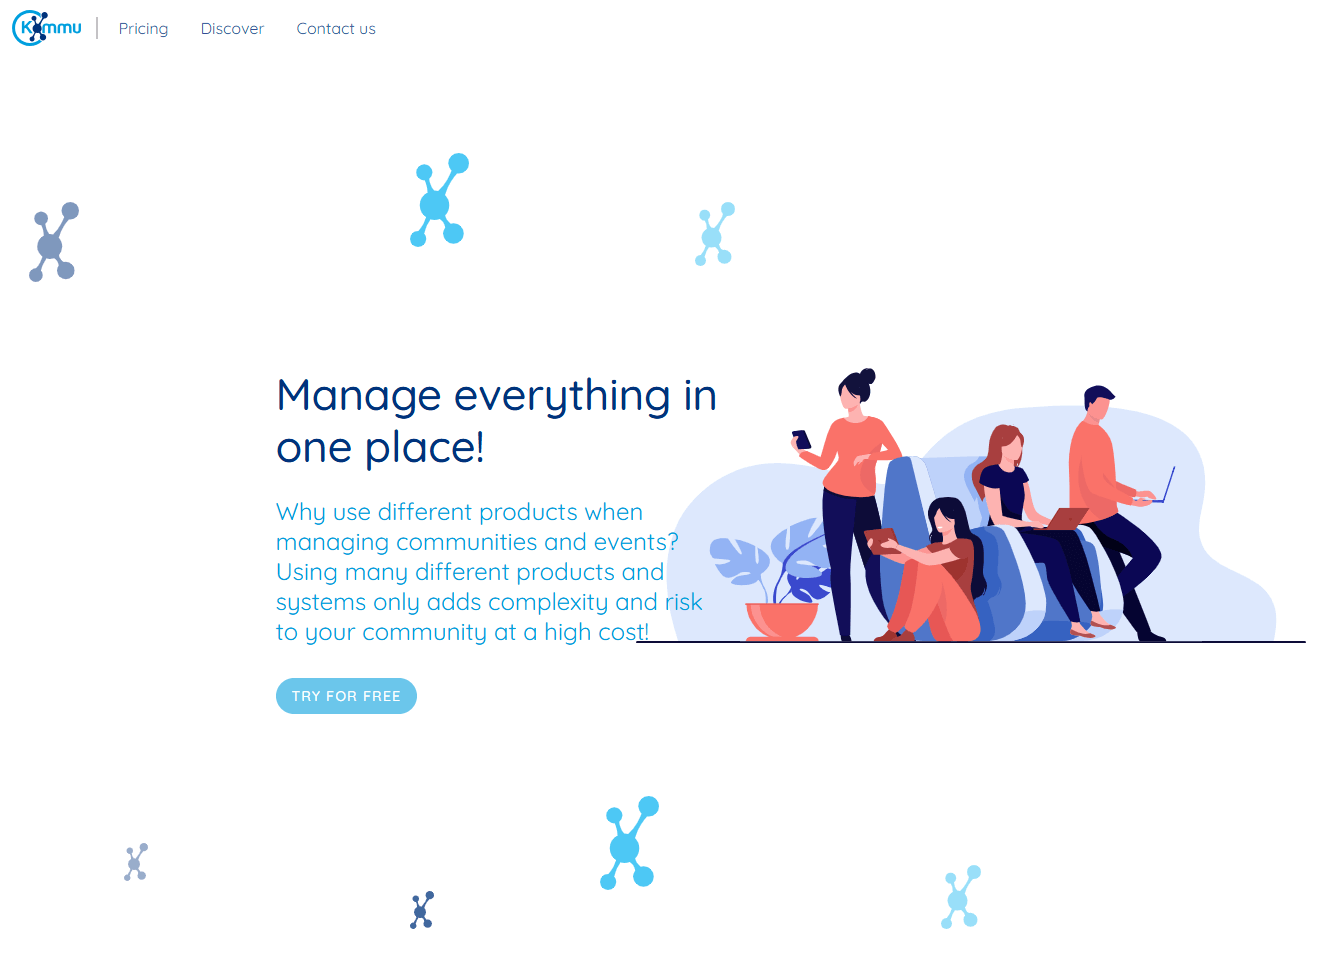 Kommu
Pricing
Discover
Contact us
Manage everything in
one place!
Why use different products when
managing communities and events?
Using many different products and
systems only adds complexity and risk
to your community at a high cost!
TRY FOR FREE